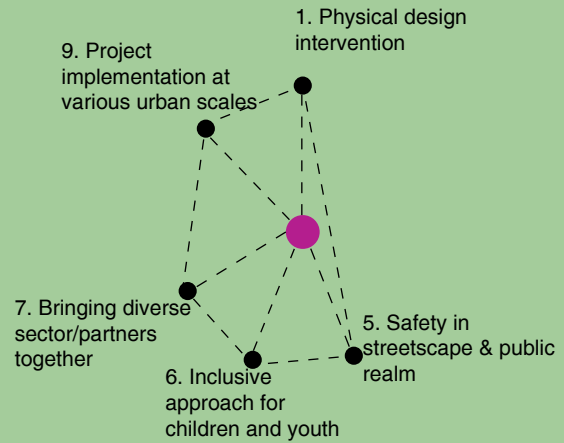 1. Physical design
intervention
9. Project
implementation at
various urban scales
7. Bringing diverse
sector/partners
together
5. Safety in
streetscape & public
realm
6. Inclusive
approach for
children and youth